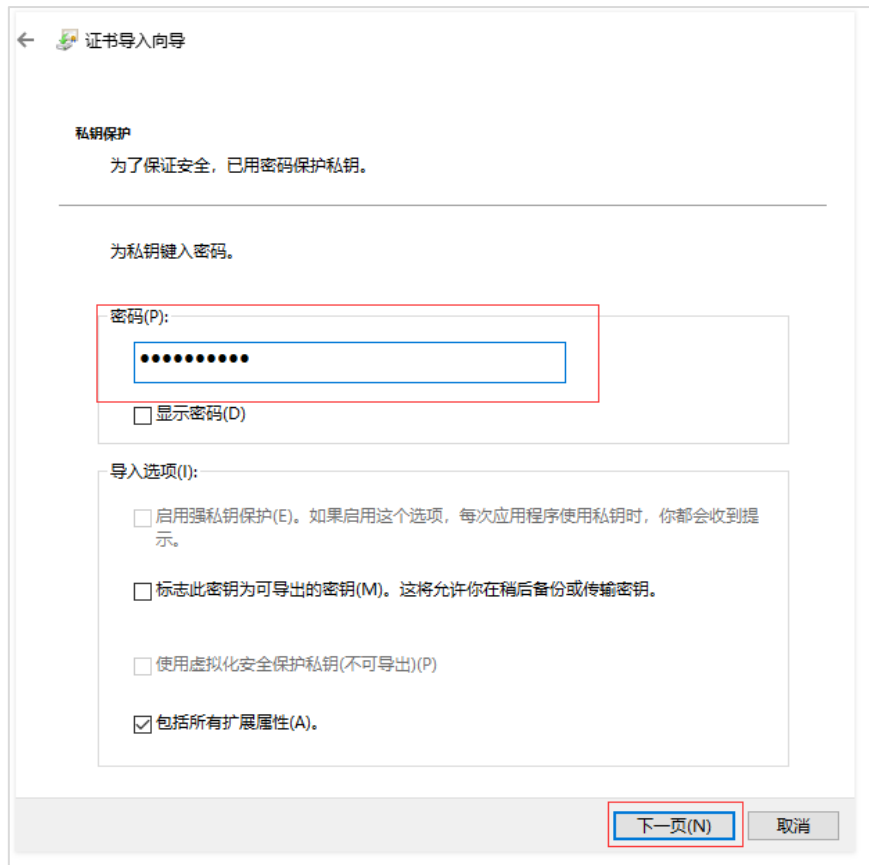 证书导入向导
私钥保护
为了保证安全，已用密码保护私钥。
为私钥键入密码。
密码(P):
●●●●●●●●●●
显示密码(D)
导入选项(I):
启用强私钥保护(E)。如果启用这个选项，每次应用程序使用私钥时，你都会收到提
示。
标志此密钥为可导出的密钥(M)。这将允许你在稍后备份或传输密钥。
使用虚拟化安全保护私钥(不可导出)(P)
包括所有扩展属性(A)。
下一页(N) 取消